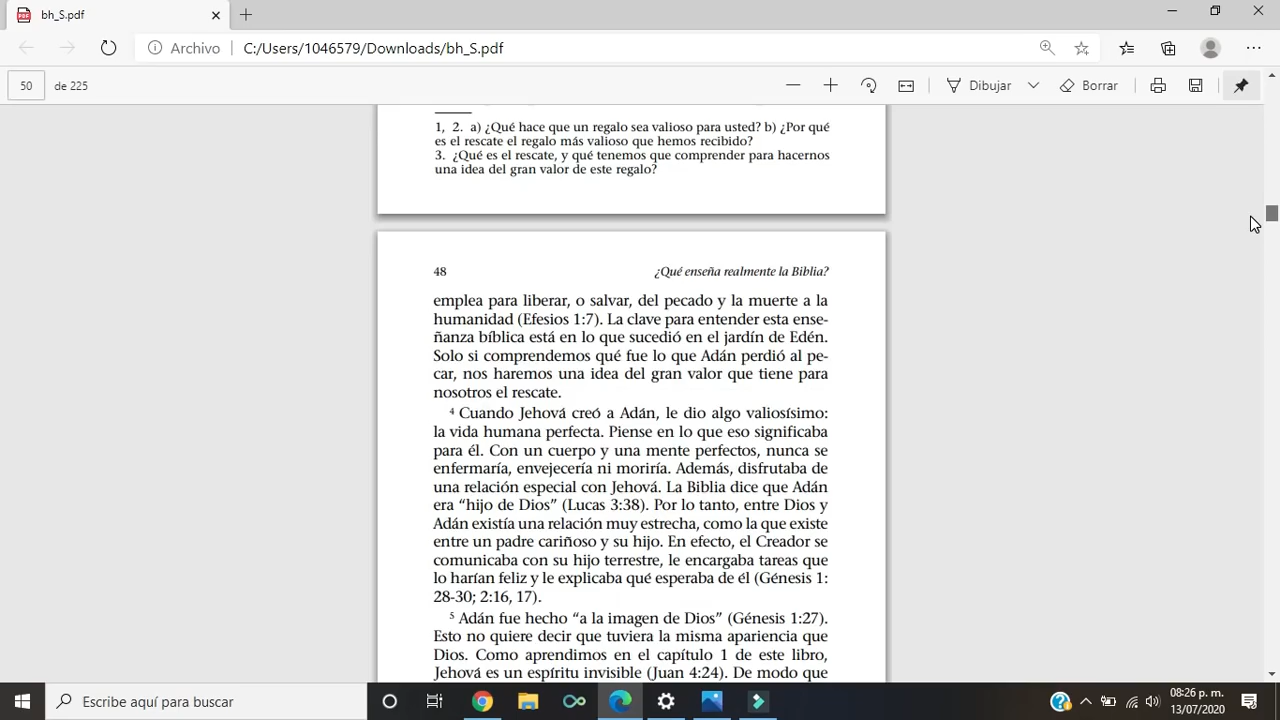 bh_S.pdf
Archivo
C:/Users/1046579/Downloads/bh_S.pdf
50 de 225
Dibujar
Borrar
1, 2. a) ¿Qué hace que un regalo sea valioso para usted? b) ¿Por qué
es el rescate el regalo más valioso que hemos recibido?
3. ¿Qué es el rescate, y qué tenemos que comprender para hacernos
una idea del gran valor de este regalo?
48 ¿Qué enseña realmente la Biblia?
emplea para liberar, o salvar, del pecado y la muerte a la
humanidad (Efesios 1:7). La clave para entender esta ense-
ñanza bíblica está en lo que sucedió en el jardín de Edén.
Solo si comprendemos qué fue lo que Adán perdió al pe-
car, nos haremos una idea del gran valor que tiene para
nosotros el rescate.
4 Cuando Jehová creó a Adán, le dio algo valiosísimo:
la vida humana perfecta. Piense en lo que eso significaba
para él. Con un cuerpo y una mente perfectos, nunca se
enfermaría, envejecería ni moriría. Además, disfrutaba de
una relación especial con Jehová. La Biblia dice que Adán
era “hijo de Dios” (Lucas 3:38). Por lo tanto, entre Dios y
Adán existía una relación muy estrecha, como la que existe
entre un padre cariñoso y su hijo. En efecto, el Creador se
comunicaba con su hijo terrestre, le encargaba tareas que
lo harían feliz y le explicaba qué esperaba de él (Génesis 1:
28-30; 2:16, 17).
5 Adán fue hecho “a la imagen de Dios” (Génesis 1:27).
Esto no quiere decir que tuviera la misma apariencia que
Dios. Como aprendimos en el capítulo 1 de este libro,
Jehová es un espíritu invisible (Juan 4:24). De modo que
Escribe aquí para buscar
08:26 p. m.
13/07/2020